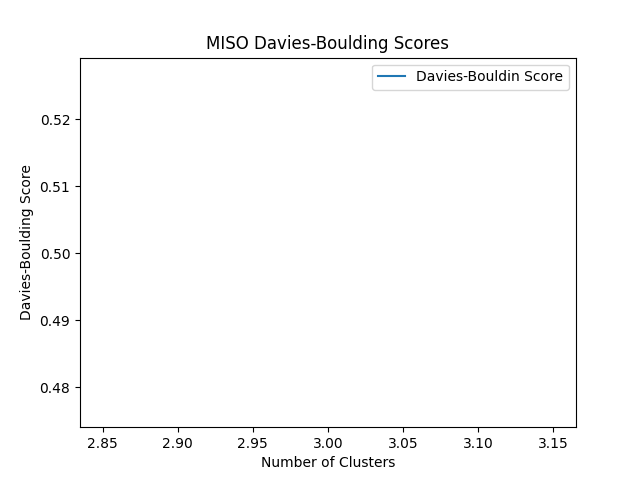 MISO Davies-Boulding Scores
Davies-Bouldin Score
Davies-Boulding Score
0.52
0.51
0.50
0.49
0.48
2.85 2.90 2.95 3.00 3.05 3.10 3.15
Number of Clusters